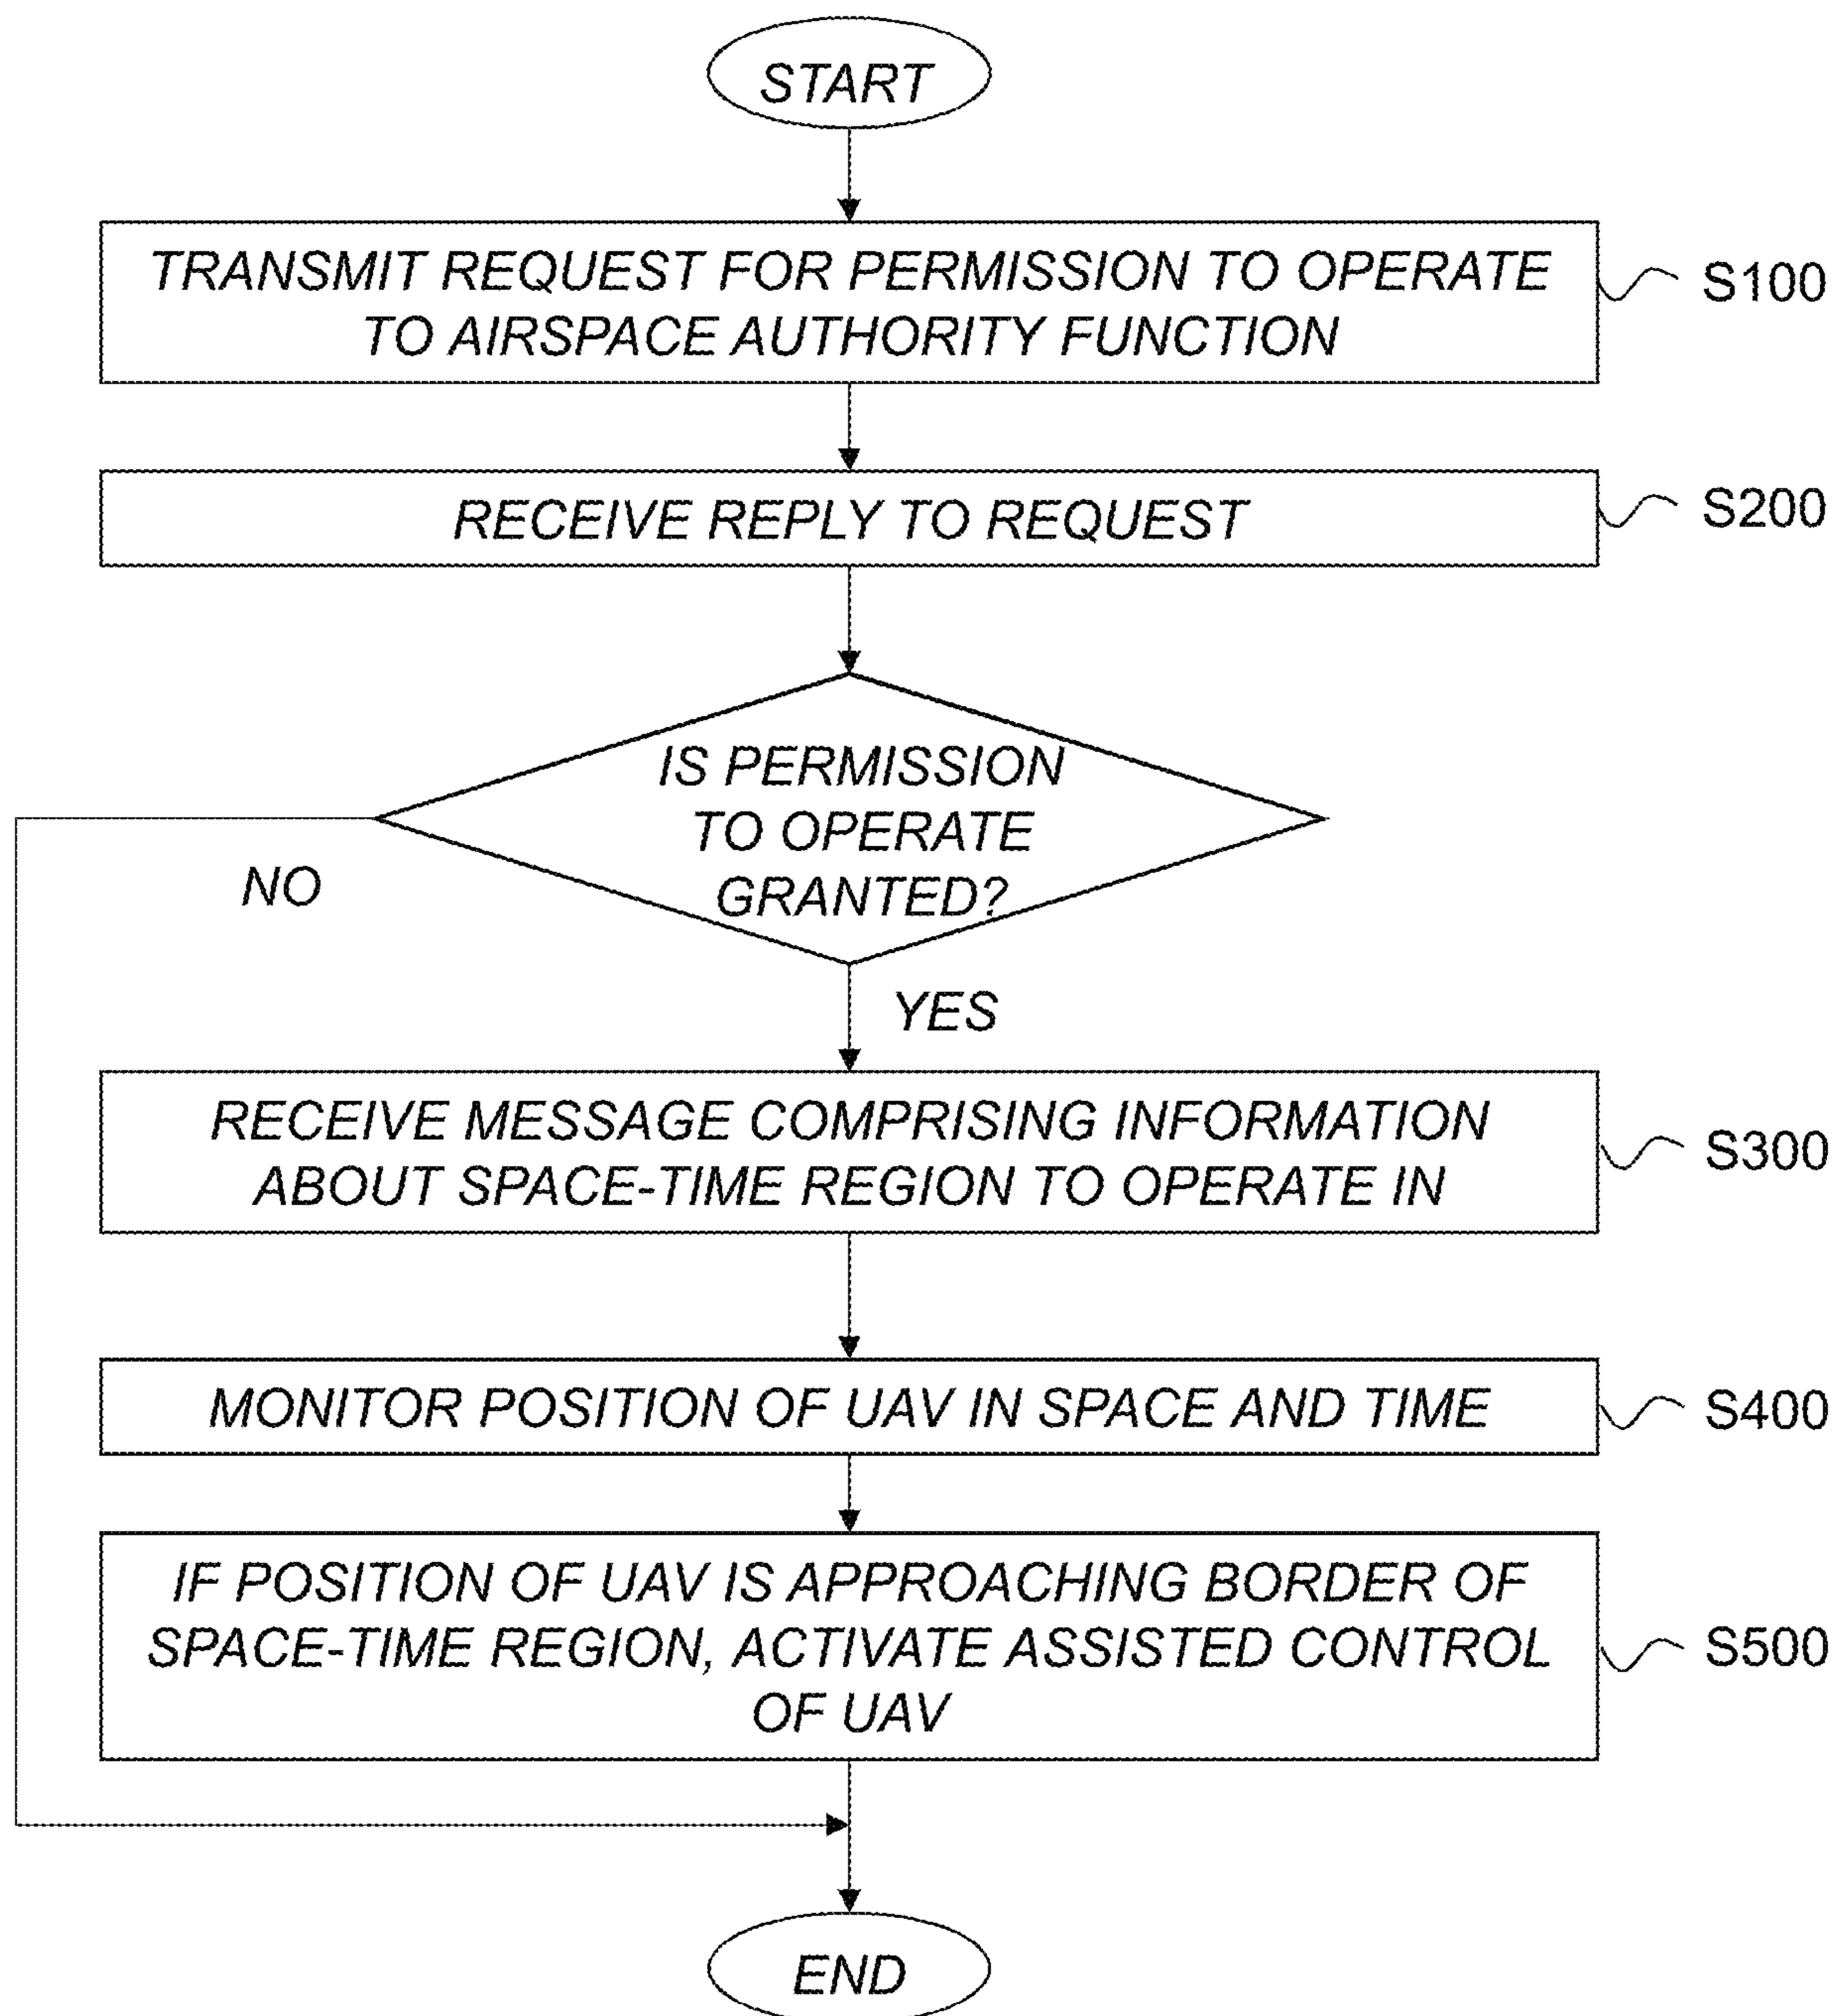 START
TRANSMIT REQUEST FOR PERMISSION TO OPERATE
TO AIRSPACE AUTHORITY FUNCTION
S100
RECEIVE REPLY TO REQUEST
S200
IS PERMISSION
TO OPERATE
GRANTED?
NO
YES
RECEIVE MESSAGE COMPRISING INFORMATION
ABOUT SPACE-TIME REGION TO OPERATE IN
S300
MONITOR POSITION OF UAV IN SPACE AND TIME
S400
IF POSITION OF UAV IS APPROACHING BORDER OF
SPACE-TIME REGION, ACTIVATE ASSISTED CONTROL
OF UAV
S500
END